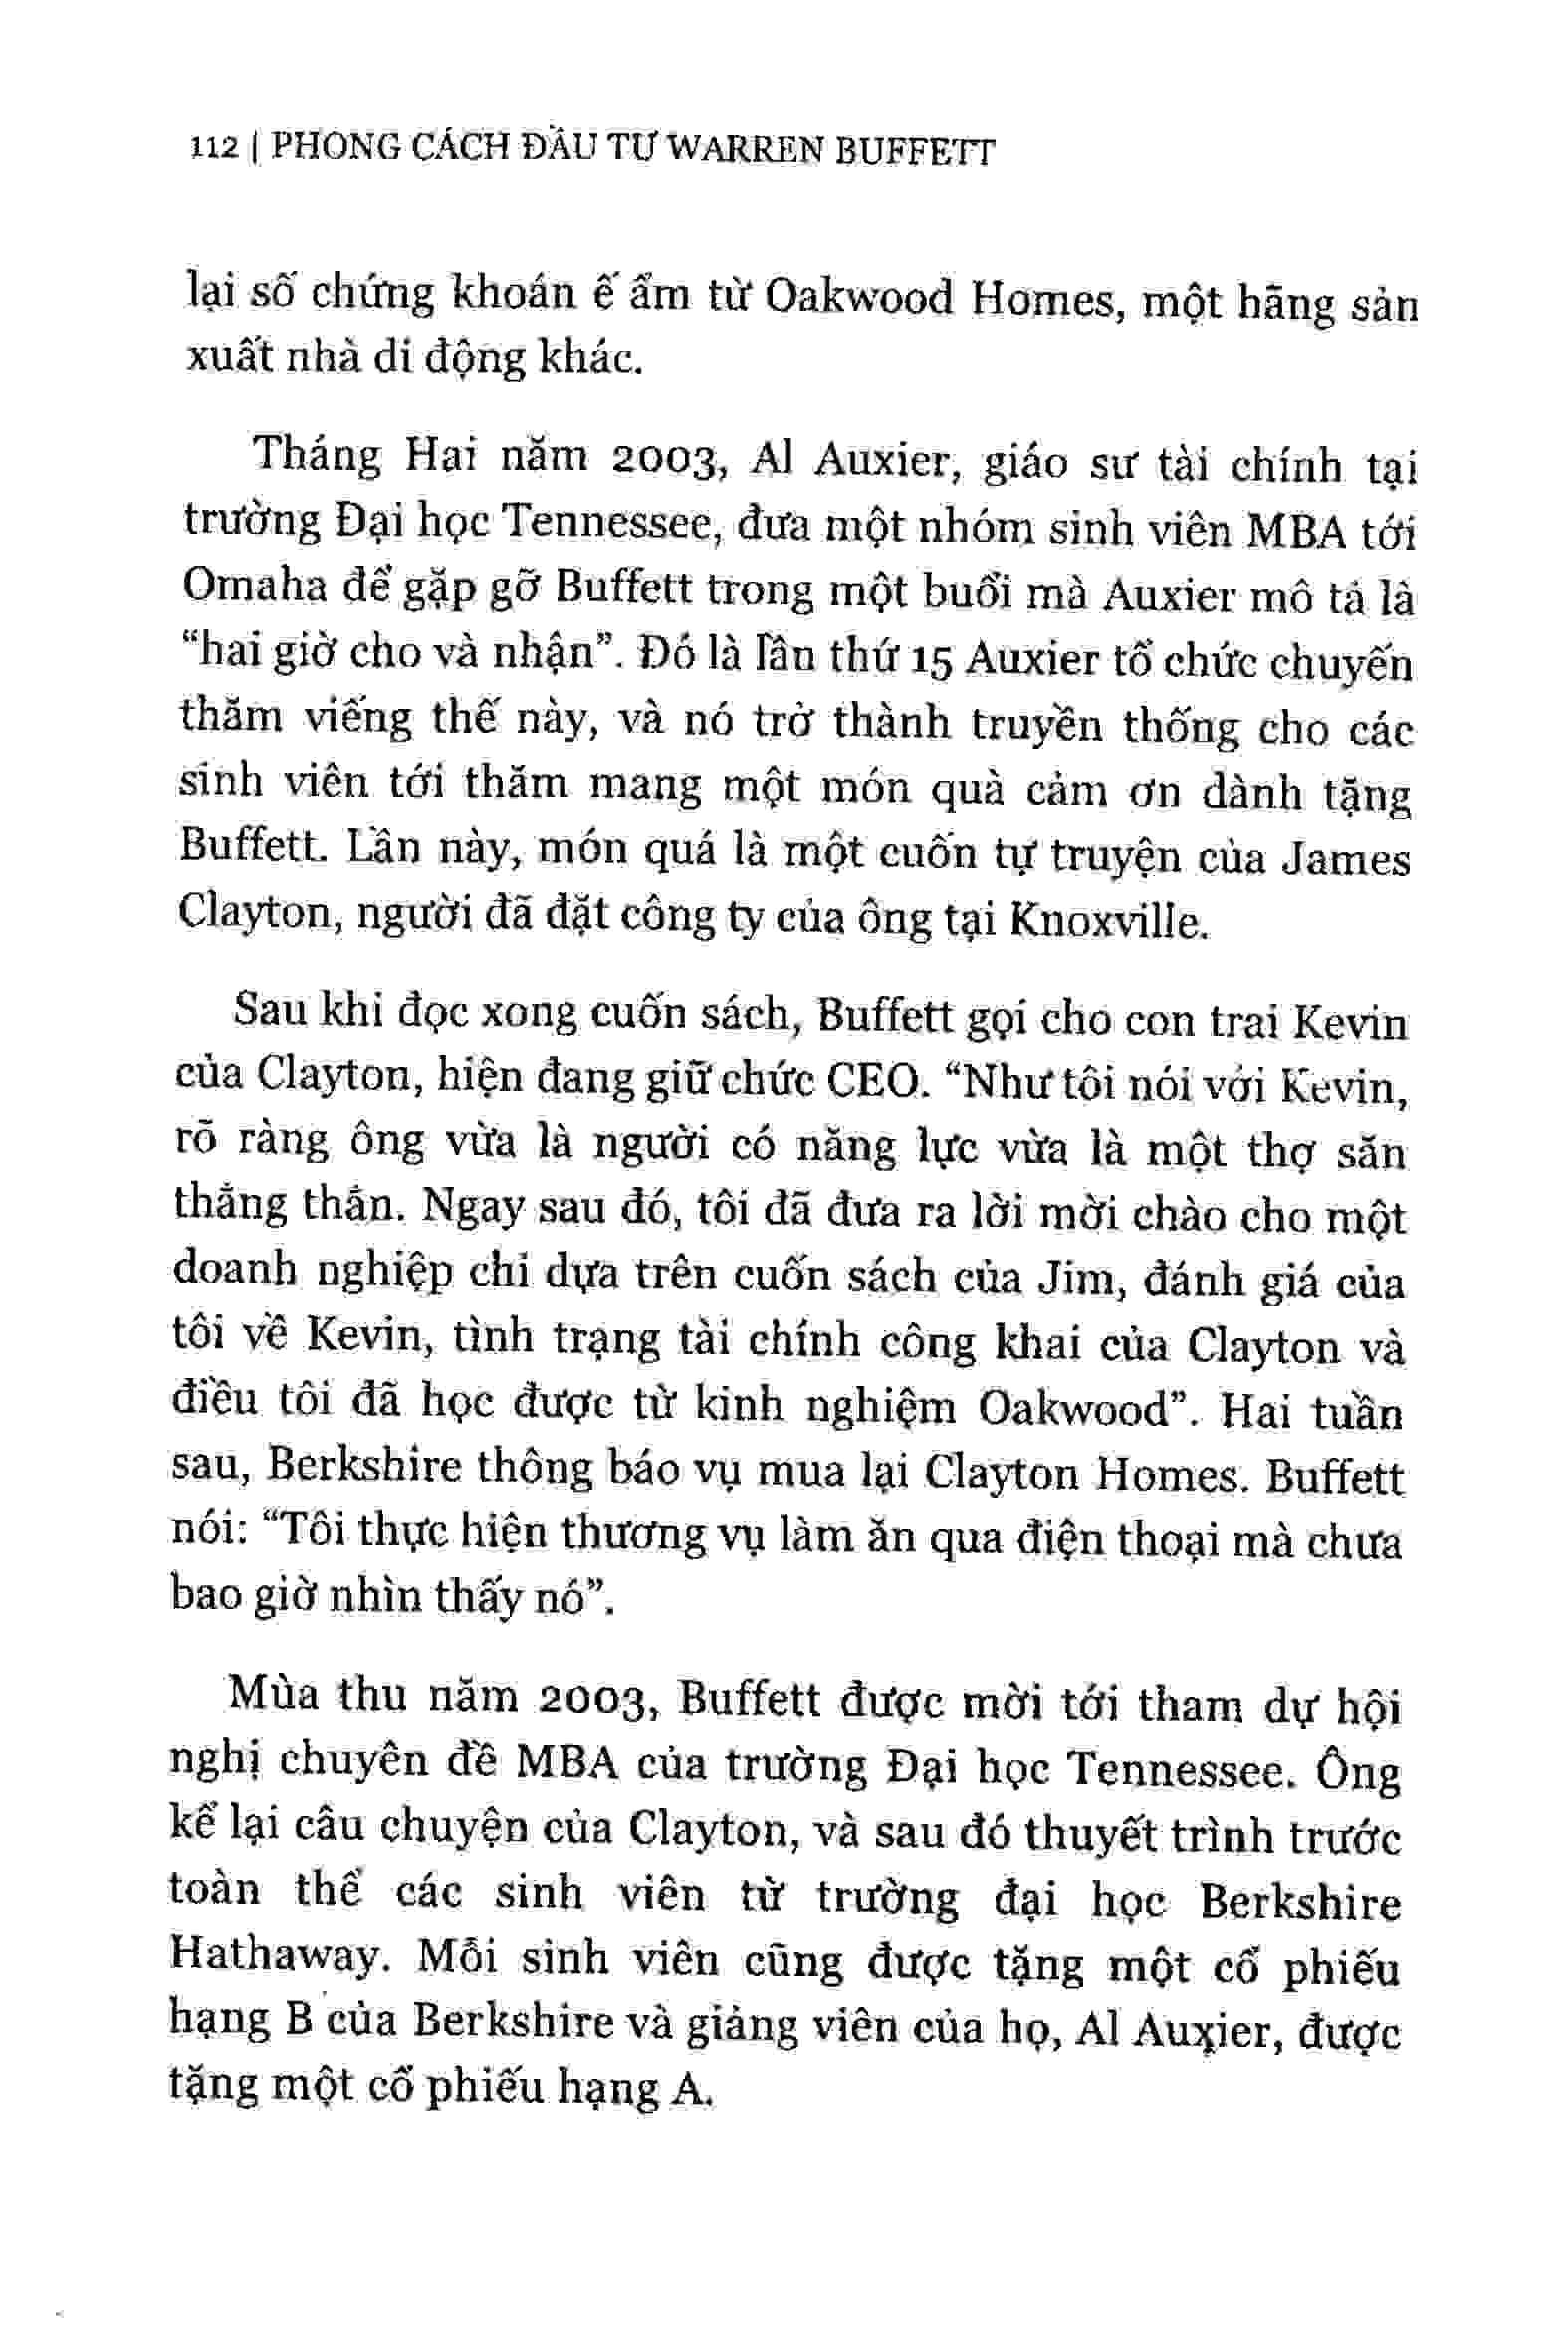 112 | PHONG CÁCH ĐẦU TƯ WARREN BUFFETT
lại số chứng khoán ế ẩm từ Oakwood Homes, một hãng sản
xuất nhà di động khác.
Tháng Hai năm 2003, Al Auxier, giáo sư tài chính tại
trường Đại học Tennessee, đưa một nhóm sinh viên MBA tới
Omaha để gặp gỡ Buffett trong một buổi mà Auxier mô tả là
“hai giờ cho và nhận”. Đó là lần thứ 15 Auxier tổ chức chuyến
thăm viếng thế này, và nó trở thành truyền thống cho các
sinh viên tới thăm mang một món quà cảm ơn dành tặng
Buffett. Lần này, món quá là một cuốn tự truyện của James
Clayton, người đã đặt công ty của ông tại Knoxville.
Sau khi đọc xong cuốn sách, Buffett gọi cho con trai Kevin
của Clayton, hiện đang giữ chức CEO. “Như tôi nói với Kevin,
rõ ràng ông vừa là người có năng lực vừa là một thợ săn
thẳng thắn. Ngay sau đó, tôi đã đưa ra lời mời chào cho một
doanh nghiệp chỉ dựa trên cuốn sách của Jim, đánh giá của
tôi về Kevin, tình trạng tài chính công khai của Clayton và
điều tôi đã học được từ kinh nghiệm Oakwood”. Hai tuần
sau, Berkshire thông báo vụ mua lại Clayton Homes. Buffett
nói: “Tôi thực hiện thương vụ làm ăn qua điện thoại mà chưa
bao giờ nhìn thấy nó”.
Mùa thu năm 2003, Buffett được mời tới tham dự hội
nghị chuyên đề MBA của trường Đại học Tennessee. Ông
kể lại câu chuyện của Clayton, và sau đó thuyết trình trước
toàn thể các sinh viên từ trường đại học Berkshire
Hathaway. Mỗi sinh viên cũng được tặng một cổ phiếu
hạng B của Berkshire và giảng viên của họ, Al Auxier, được
tặng một cổ phiếu hạng A.